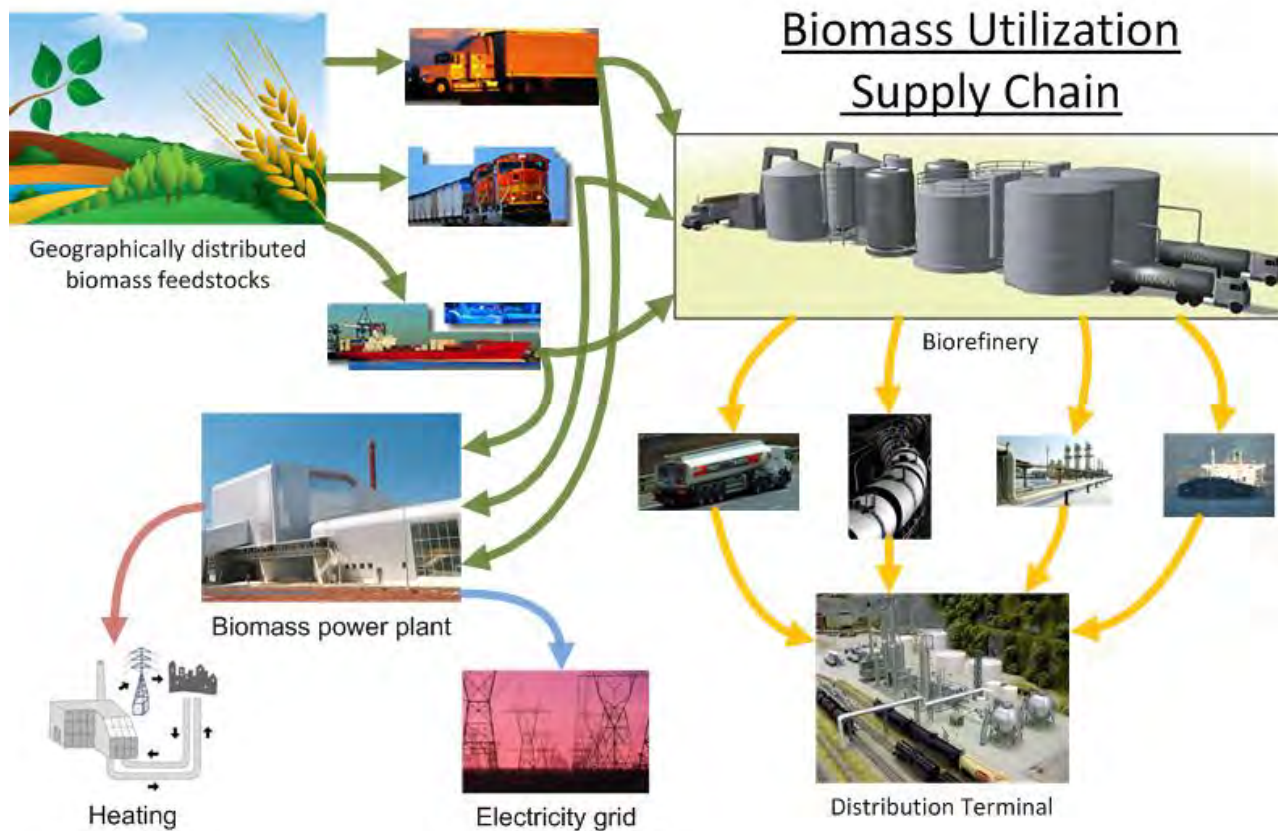 Biomass Utilization
Supply Chain
Geographically distributed
biomass feedstocks
Biorefinery
Biomass power plant
Heating
Electricity grid
Distribution Terminal